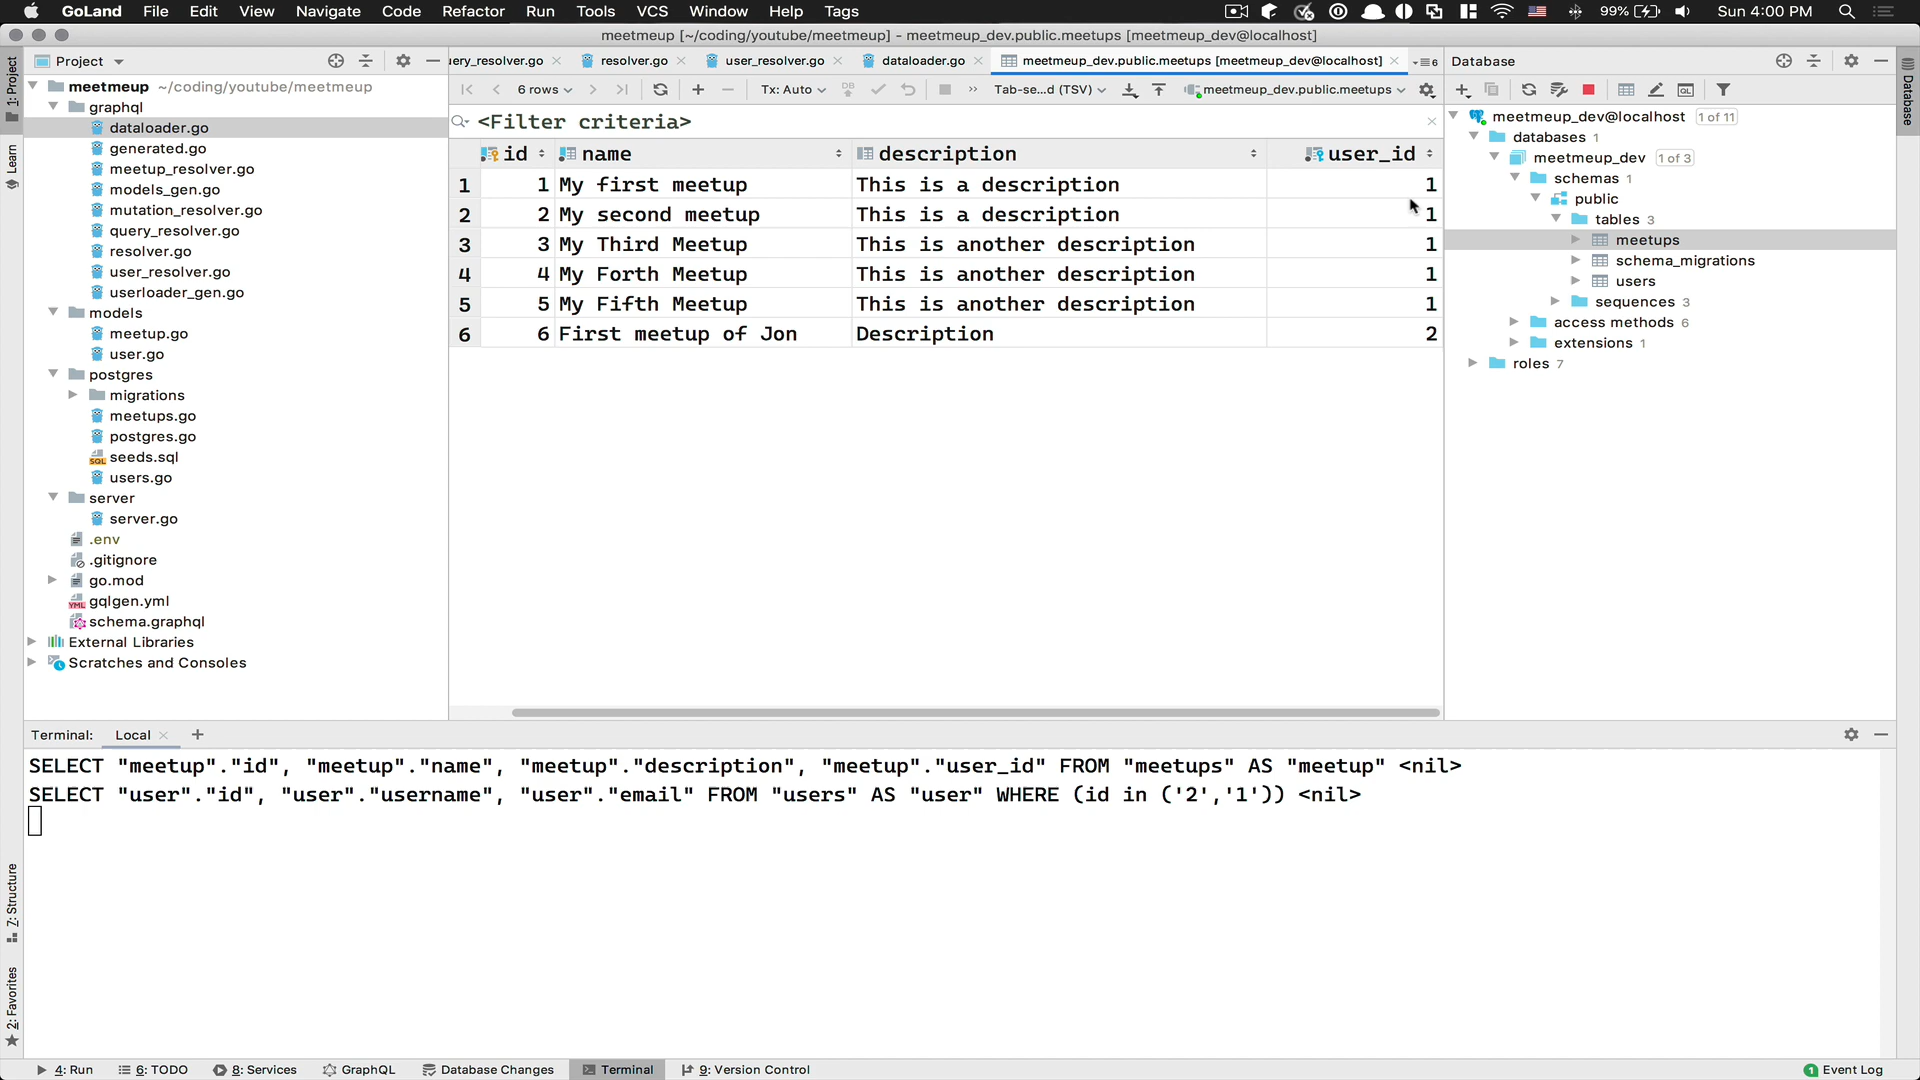 GoLand File Edit View Navigate Code Refactor Run Tools VCS Window Help Tags 99% Sun 4:00 PM
meetmeup [~/coding/youtube/meetmeup] - meetmeup_dev.public.meetups [meetmeup_dev@localhost]
1: Project
Learn
Z: Structure
2: Favorites
Project
meetmeup ~/coding/youtube/meetmeup
graphql
dataloader.go
generated.go
meetup_resolver.go
models_gen.go
mutation_resolver.go
query_resolver.go
resolver.go
user_resolver.go
userloader_gen.go
models
meetup.go
user.go
postgres
migrations
meetups.go
postgres.go
seeds.sql
users.go
server
server.go
.env
.gitignore
go.mod
gqlgen.yml
schema.graphql
External Libraries
Scratches and Consoles
uery_resolver.go resolver.go user_resolver.go dataloader.go meetmeup_dev.public.meetups [meetmeup_dev@localhost] 6
6 rows Tx: Auto DB Tab-se...d (TSV) meetmeup_dev.public.meetups
<Filter criteria>
id name description user_id
1 1 My first meetup This is a description 1
2 2 My second meetup This is a description 1
3 3 My Third Meetup This is another description 1
4 4 My Forth Meetup This is another description 1
5 5 My Fifth Meetup This is another description 1
6 6 First meetup of Jon Description 2
Database
Database
meetmeup_dev@localhost 1 of 11
databases 1
meetmeup_dev 1 of 3
schemas 1
public
tables 3
meetups
schema_migrations
users
sequences 3
access methods 6
extensions 1
roles 7
Terminal: Local
SELECT "meetup"."id", "meetup"."name", "meetup"."description", "meetup"."user_id" FROM "meetups" AS "meetup" <nil>
SELECT "user"."id", "user"."username", "user"."email" FROM "users" AS "user" WHERE (id in ('2','1')) <nil>
4: Run 6: TODO 8: Services GraphQL Database Changes Terminal 9: Version Control 1 Event Log